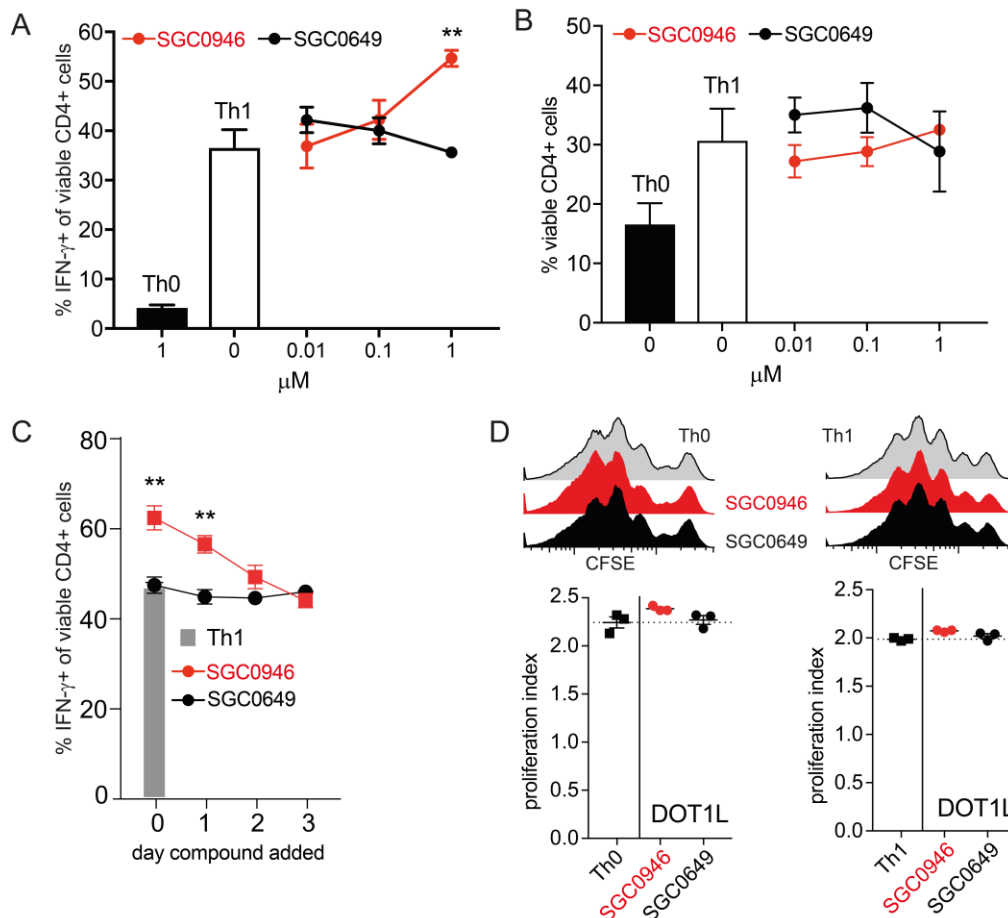 A
SGC0946 SGC0649
**
% IFN-γ+ of viable CD4+ cells
60
50
40
30
20
10
0
Th0
Th1
1 0 0.01 0.1 1
μM
B
SGC0946 SGC0649
% viable CD4+ cells
50
40
30
20
10
0
Th0
Th1
0 0 0.01 0.1 1
μM
C
% IFN-γ+ of viable CD4+ cells
80
60
40
20
0
**
**
Th1
SGC0946
SGC0649
0 1 2 3
day compound added
D
Th0 Th1
SGC0946
SGC0649
CFSE CFSE
proliferation index
2.5
2.0
2.5
1.0
0.5
0.0
DOT1L
Th0 SGC0946 SGC0649
proliferation index
2.5
2.0
2.5
1.0
0.5
0.0
DOT1L
Th1 SGC0946 SGC0649